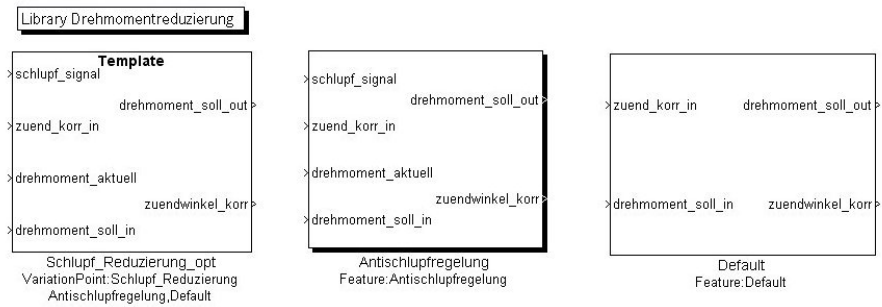 Library Drehmomentreduzierung
Template
schlupf_signal
drehmoment_soll_out
zuend_korr_in
drehmoment_aktuell
zuendwinkel_korr
drehmoment_soll_in
Schlupf_Reduzierung_opt
VariationPoint:Schlupf_Reduzierung
Antischlupfregelung,Default
schlupf_signal
drehmoment_soll_out
zuend_korr_in
drehmoment_aktuell
zuendwinkel_korr
drehmoment_soll_in
Antischlupfregelung
Feature:Antischlupfregelung
zuend_korr_in
drehmoment_soll_out
drehmoment_soll_in
zuendwinkel_korr
Default
Feature:Default